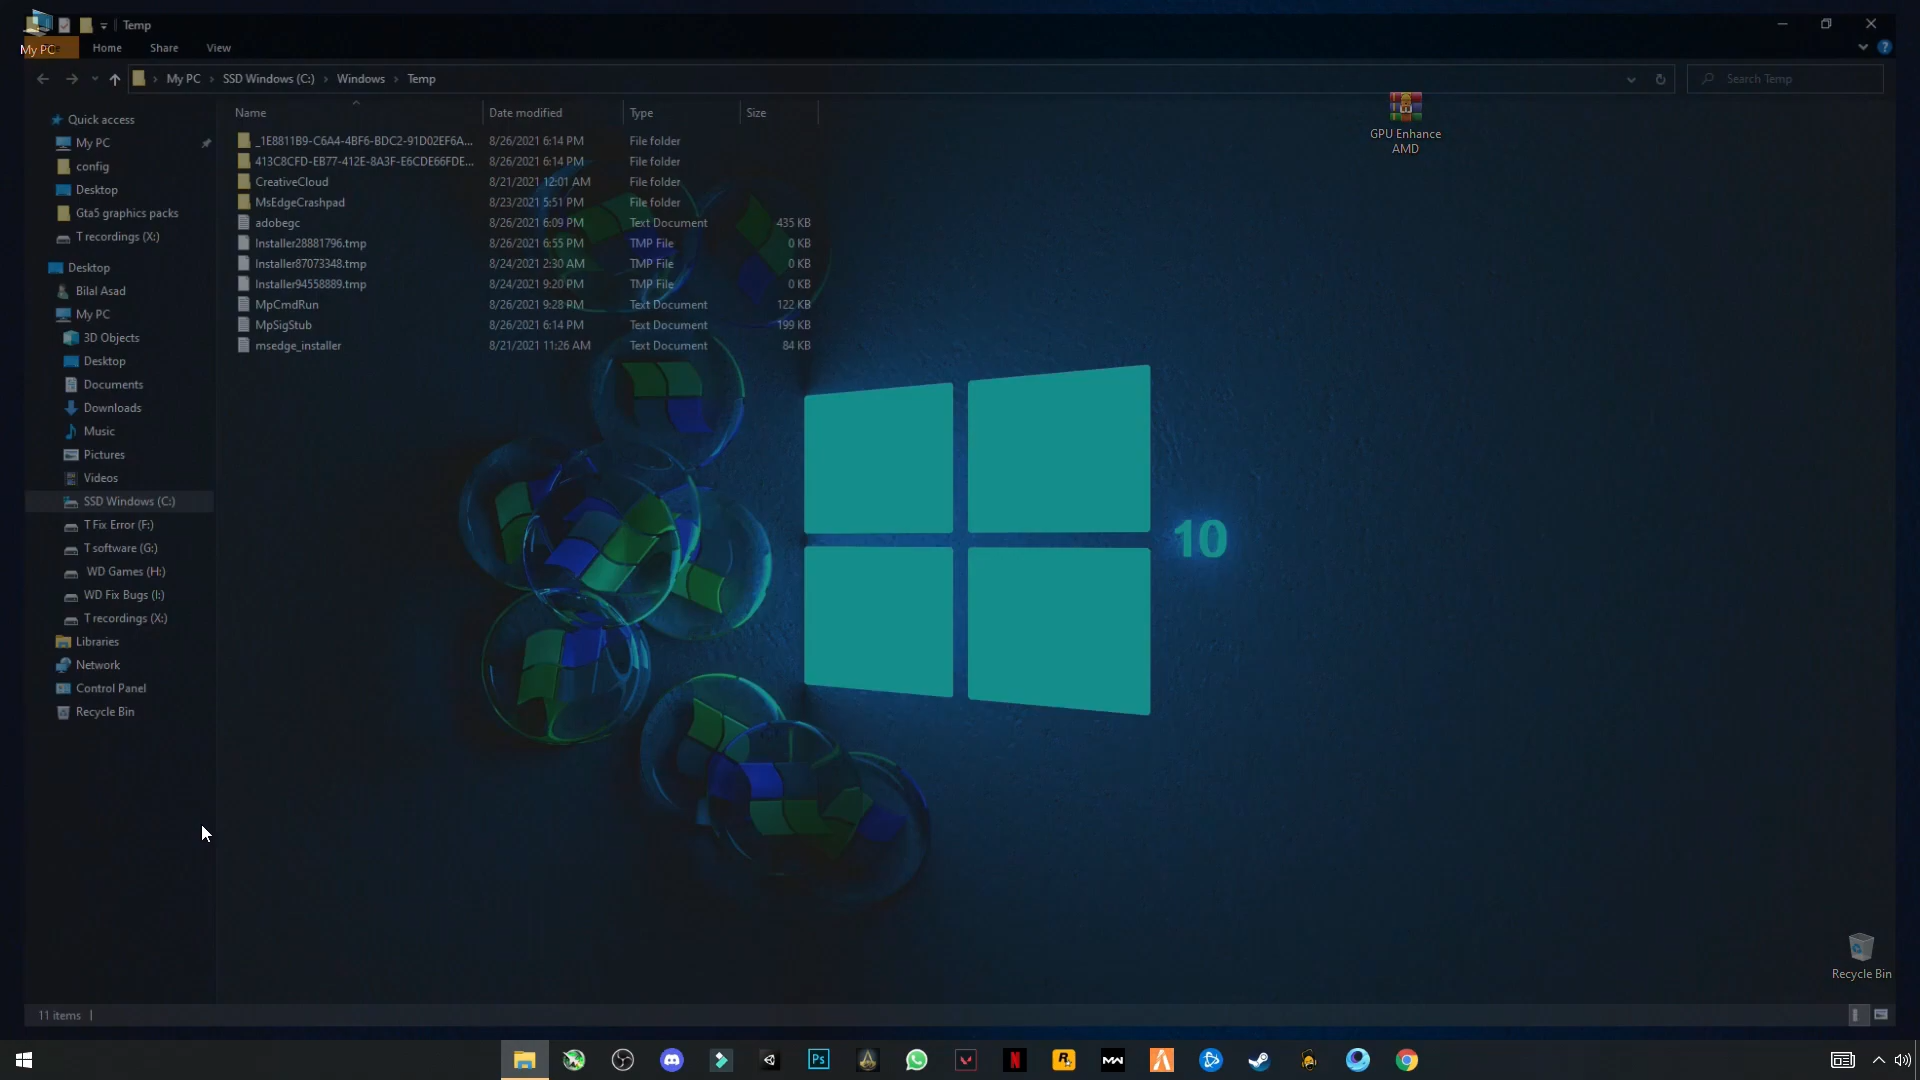 Temp
My PC
Home Share View
My PC SSD Windows (C:) Windows Temp
Search Temp
Name Date modified Type Size
_1E8811B9-C6A4-4BF6-BDC2-91D02EF6A... 8/26/2021 6:14 PM File folder
413C8CFD-EB77-412E-8A3F-E6CDE66FDE... 8/26/2021 6:14 PM File folder
CreativeCloud 8/21/2021 12:01 AM File folder
MsEdgeCrashpad 8/23/2021 5:51 PM File folder
adobegc 8/26/2021 6:09 PM Text Document 435 KB
Installer28881796.tmp 8/26/2021 6:55 PM TMP File 0 KB
Installer87073348.tmp 8/24/2021 2:30 AM TMP File 0 KB
Installer94558889.tmp 8/24/2021 9:20 PM TMP File 0 KB
MpCmdRun 8/26/2021 9:28 PM Text Document 122 KB
MpSigStub 8/26/2021 6:14 PM Text Document 199 KB
msedge_installer 8/21/2021 11:26 AM Text Document 84 KB
Quick access
My PC
config
Desktop
Gta5 graphics packs
T recordings (X:)
Desktop
Bilal Asad
My PC
3D Objects
Desktop
Documents
Downloads
Music
Pictures
Videos
SSD Windows (C:)
T Fix Error (F:)
T software (G:)
WD Games (H:)
WD Fix Bugs (I:)
T recordings (X:)
Libraries
Network
Control Panel
Recycle Bin
GPU Enhance
AMD
10
Recycle Bin
11 items
Ps
N
R
MW